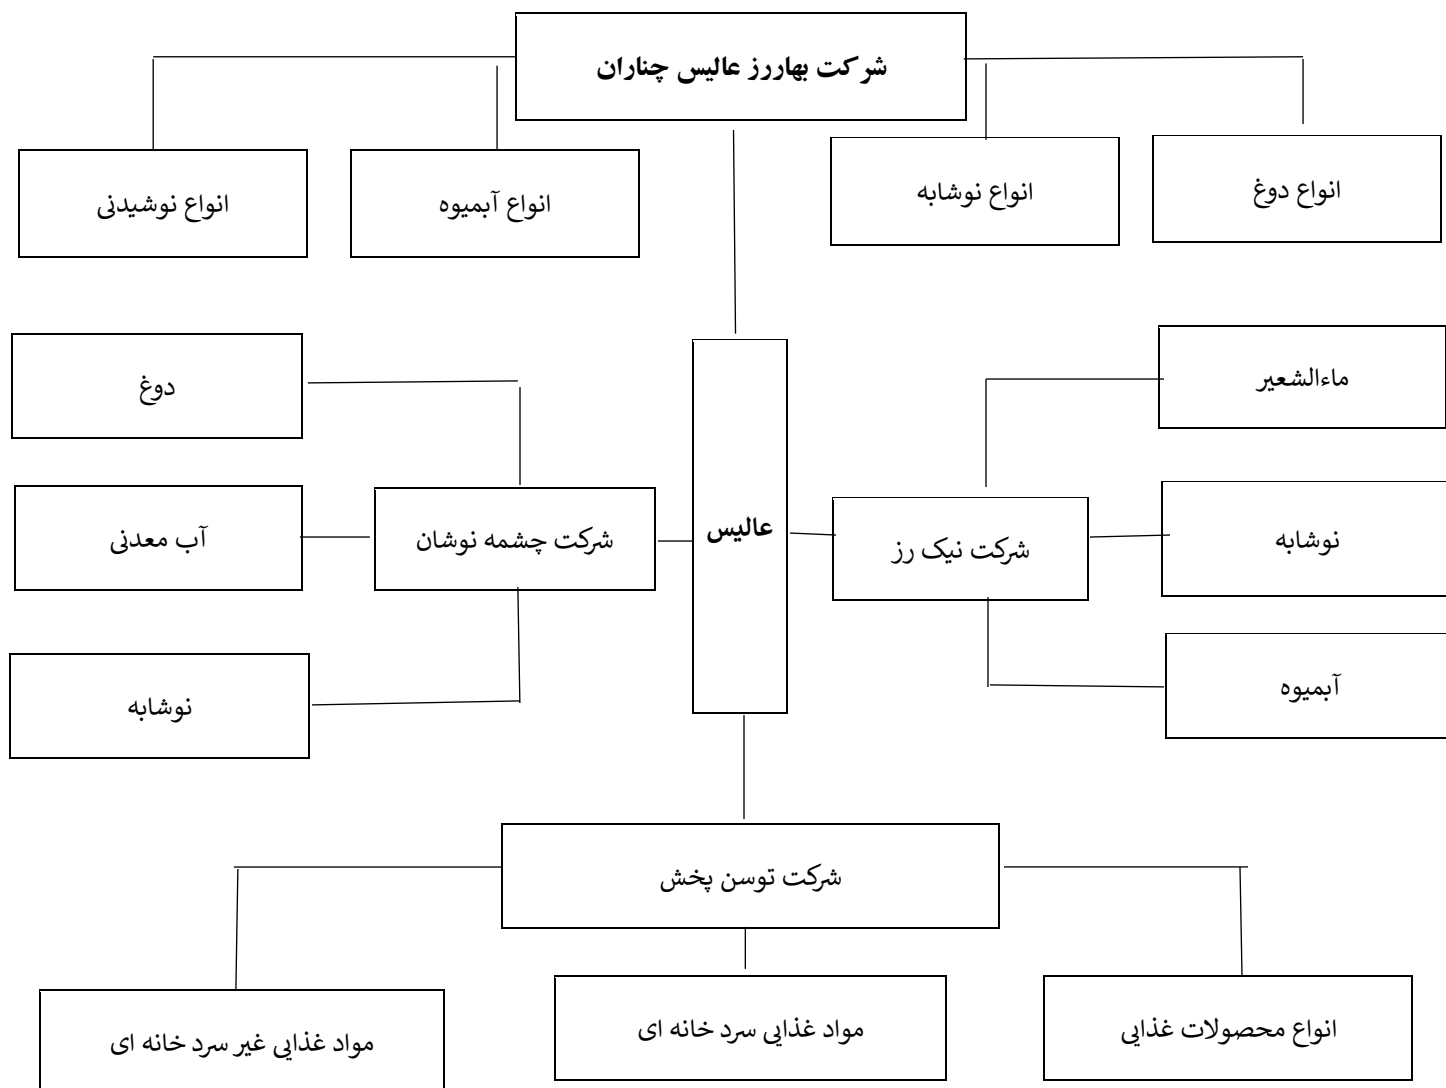 شرکت بهاررز عالیس چناران
انواع دوغ
انواع نوشابه
انواع آبمیوه
انواع نوشیدنی
ماءالشعیر
دوغ
نوشابه
شرکت نیک رز
عالیس
شرکت چشمه نوشان
آب معدنی
آبمیوه
نوشابه
شرکت توسن پخش
انواع محصولات غذایی
مواد غذایی سرد خانه ای
مواد غذایی غیر سرد خانه ای